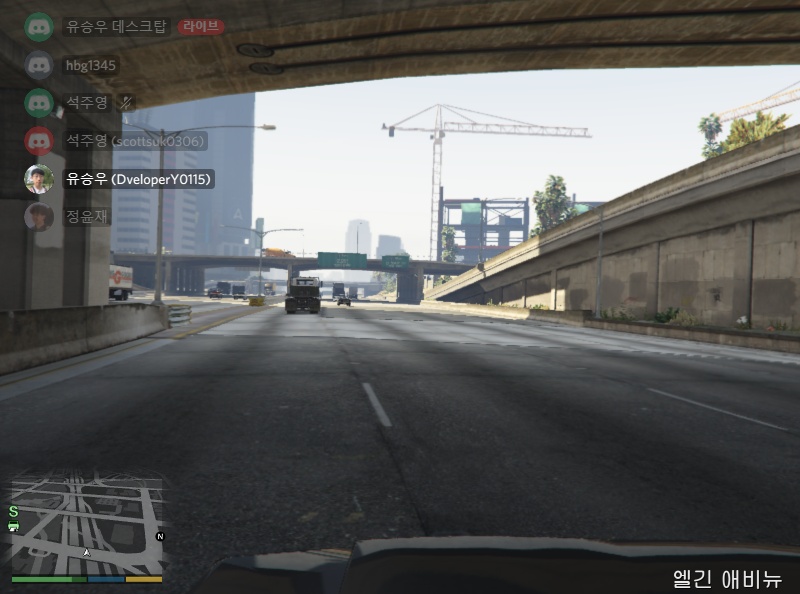 유승우 데스크탑 라이브
hbg1345
석주영
석주영 (scottsuk0306)
유승우 (DveloperY0115)
정윤재
S
N
엘긴 애비뉴